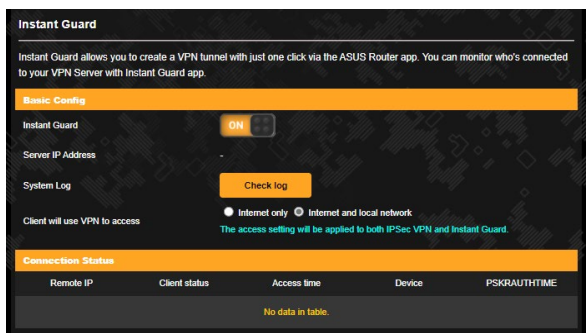 Instant Guard
Instant Guard allows you to create a VPN tunnel with just one click via the ASUS Router app. You can monitor who's connected
to your VPN Server with Instant Guard app.
Basic Config
Instant Guard
ON
Server IP Address
-
System Log
Check log
Client will use VPN to access
Internet only Internet and local network
The access setting will be applied to both IPSec VPN and Instant Guard.
Connection Status
Remote IP Client status Access time Device PSKRAUTHTIME
No data in table.